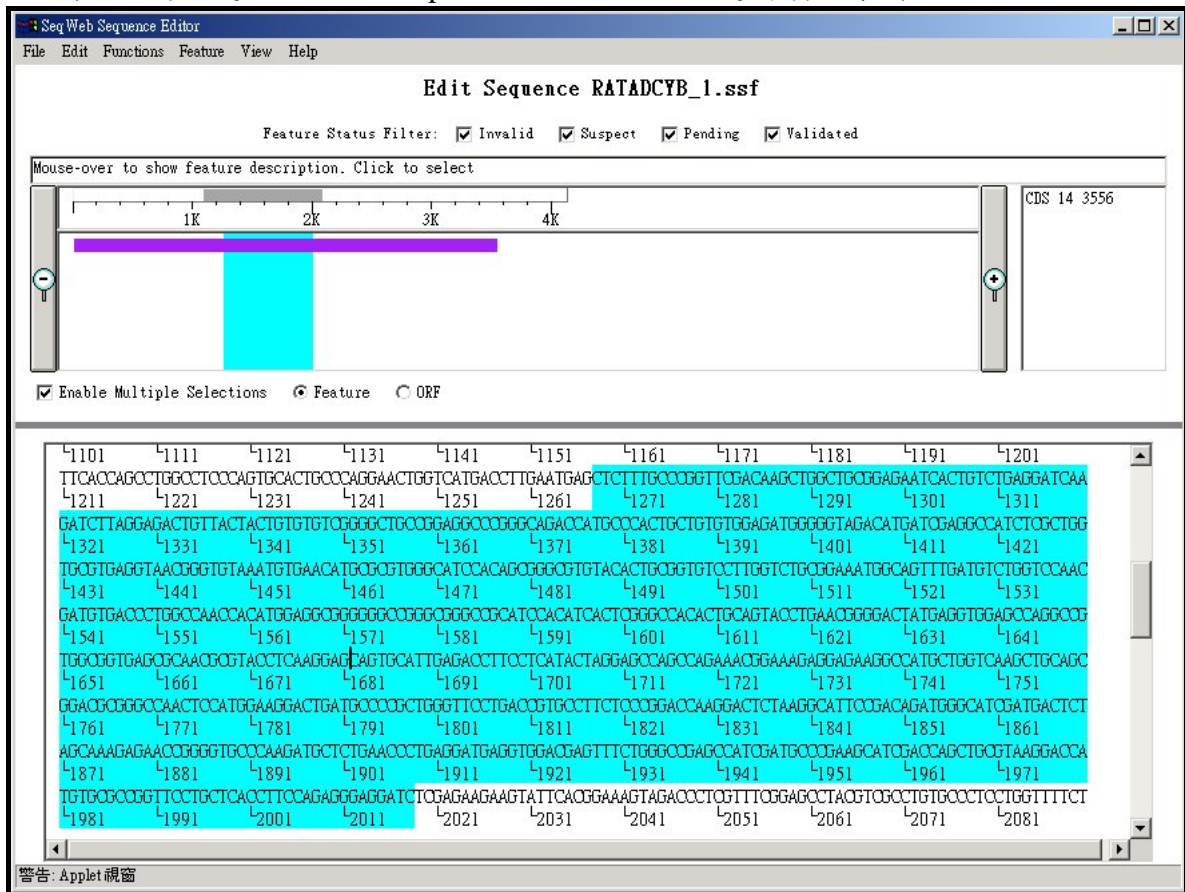 Seq Web Sequence Editor
File Edit Functions Feature View Help
Edit Sequence RATADCYB_1.ssf
Feature Status Filter: Invalid Suspect Pending Validated
Mouse-over to show feature description. Click to select
1K 2K 3K 4K
CDS 14 3556
Enable Multiple Selections Feature ORF
1101 1111 1121 1131 1141 1151 1161 1171 1181 1191 1201
TTCACCAGCCTGGCCTCCCAGTGCACTGCCCAGGAACTGGTCATGACCTTGAATGAGCTCTTTGCCCGGTTCGACAAGCTGGCTGCGGAGAATCACTGTCTGAGGATCAA
1211 1221 1231 1241 1251 1261 1271 1281 1291 1301 1311
GATCTTAGGAGACTGTTACTACTGTGTGTCGGGGCTGCCGGAGGCCCGGGCAGACCATGCCCACTGCTGTGTGGAGATGGGGGTAGACATGATCGAGGCCATCTCGCTGG
1321 1331 1341 1351 1361 1371 1381 1391 1401 1411 1421
TGCGTGAGGTAACGGGTGTAAATGTGAACATGCGCGTGGGCATCCACAGCGGGCGTGTACACTGCGGTGTCCTTGGTCTGCGGAAATGGCAGTTTGATGTCTGGTCCAAC
1431 1441 1451 1461 1471 1481 1491 1501 1511 1521 1531
GATGTGACCCTGGCCAACCACATGGAGGCGGGGGGCCGGGCGGGCCGCATCCACATCACTCGGGCCACACTGCAGTACCTGAACGGGGACTATGAGGTGGAGCCAGGCCG
1541 1551 1561 1571 1581 1591 1601 1611 1621 1631 1641
TGGCGGTGAGCGCAACGCGTACCTCAAGGAGCAGTGCATTGAGACCTTCCTCATACTAGGAGCCAGCCAGAAACGGAAAGAGGAGAAGGCCATGCTGGTCAAGCTGCAGC
1651 1661 1671 1681 1691 1701 1711 1721 1731 1741 1751
GGACGCGGGCCAACTCCATGGAAGGACTGATGCCCCGCTGGGTTCCTGACCGTGCCTTCTCCCGGACCAAGGACTCTAAGGCATTCCGACAGATGGGCATCGATGACTCT
1761 1771 1781 1791 1801 1811 1821 1831 1841 1851 1861
AGCAAAGAGAACCGGGGTGCCCAAGATGCTCTGAACCCTGAGGATGAGGTGGACGAGTTTCTGGGCCGAGCCATCGATGCCCGAAGCATCGACCAGCTGCGTAAGGACCA
1871 1881 1891 1901 1911 1921 1931 1941 1951 1961 1971
TGTGCGCCGGTTCCTGCTCACCTTCCAGAGGGAGGATCTCGAGAAGAAGTATTCACGGAAAGTAGACCCTCGTTTCGGAGCCTACGTCGCCTGTGCCCTCCTGGTTTTCT
1981 1991 2001 2011 2021 2031 2041 2051 2061 2071 2081
警告: Applet 視窗